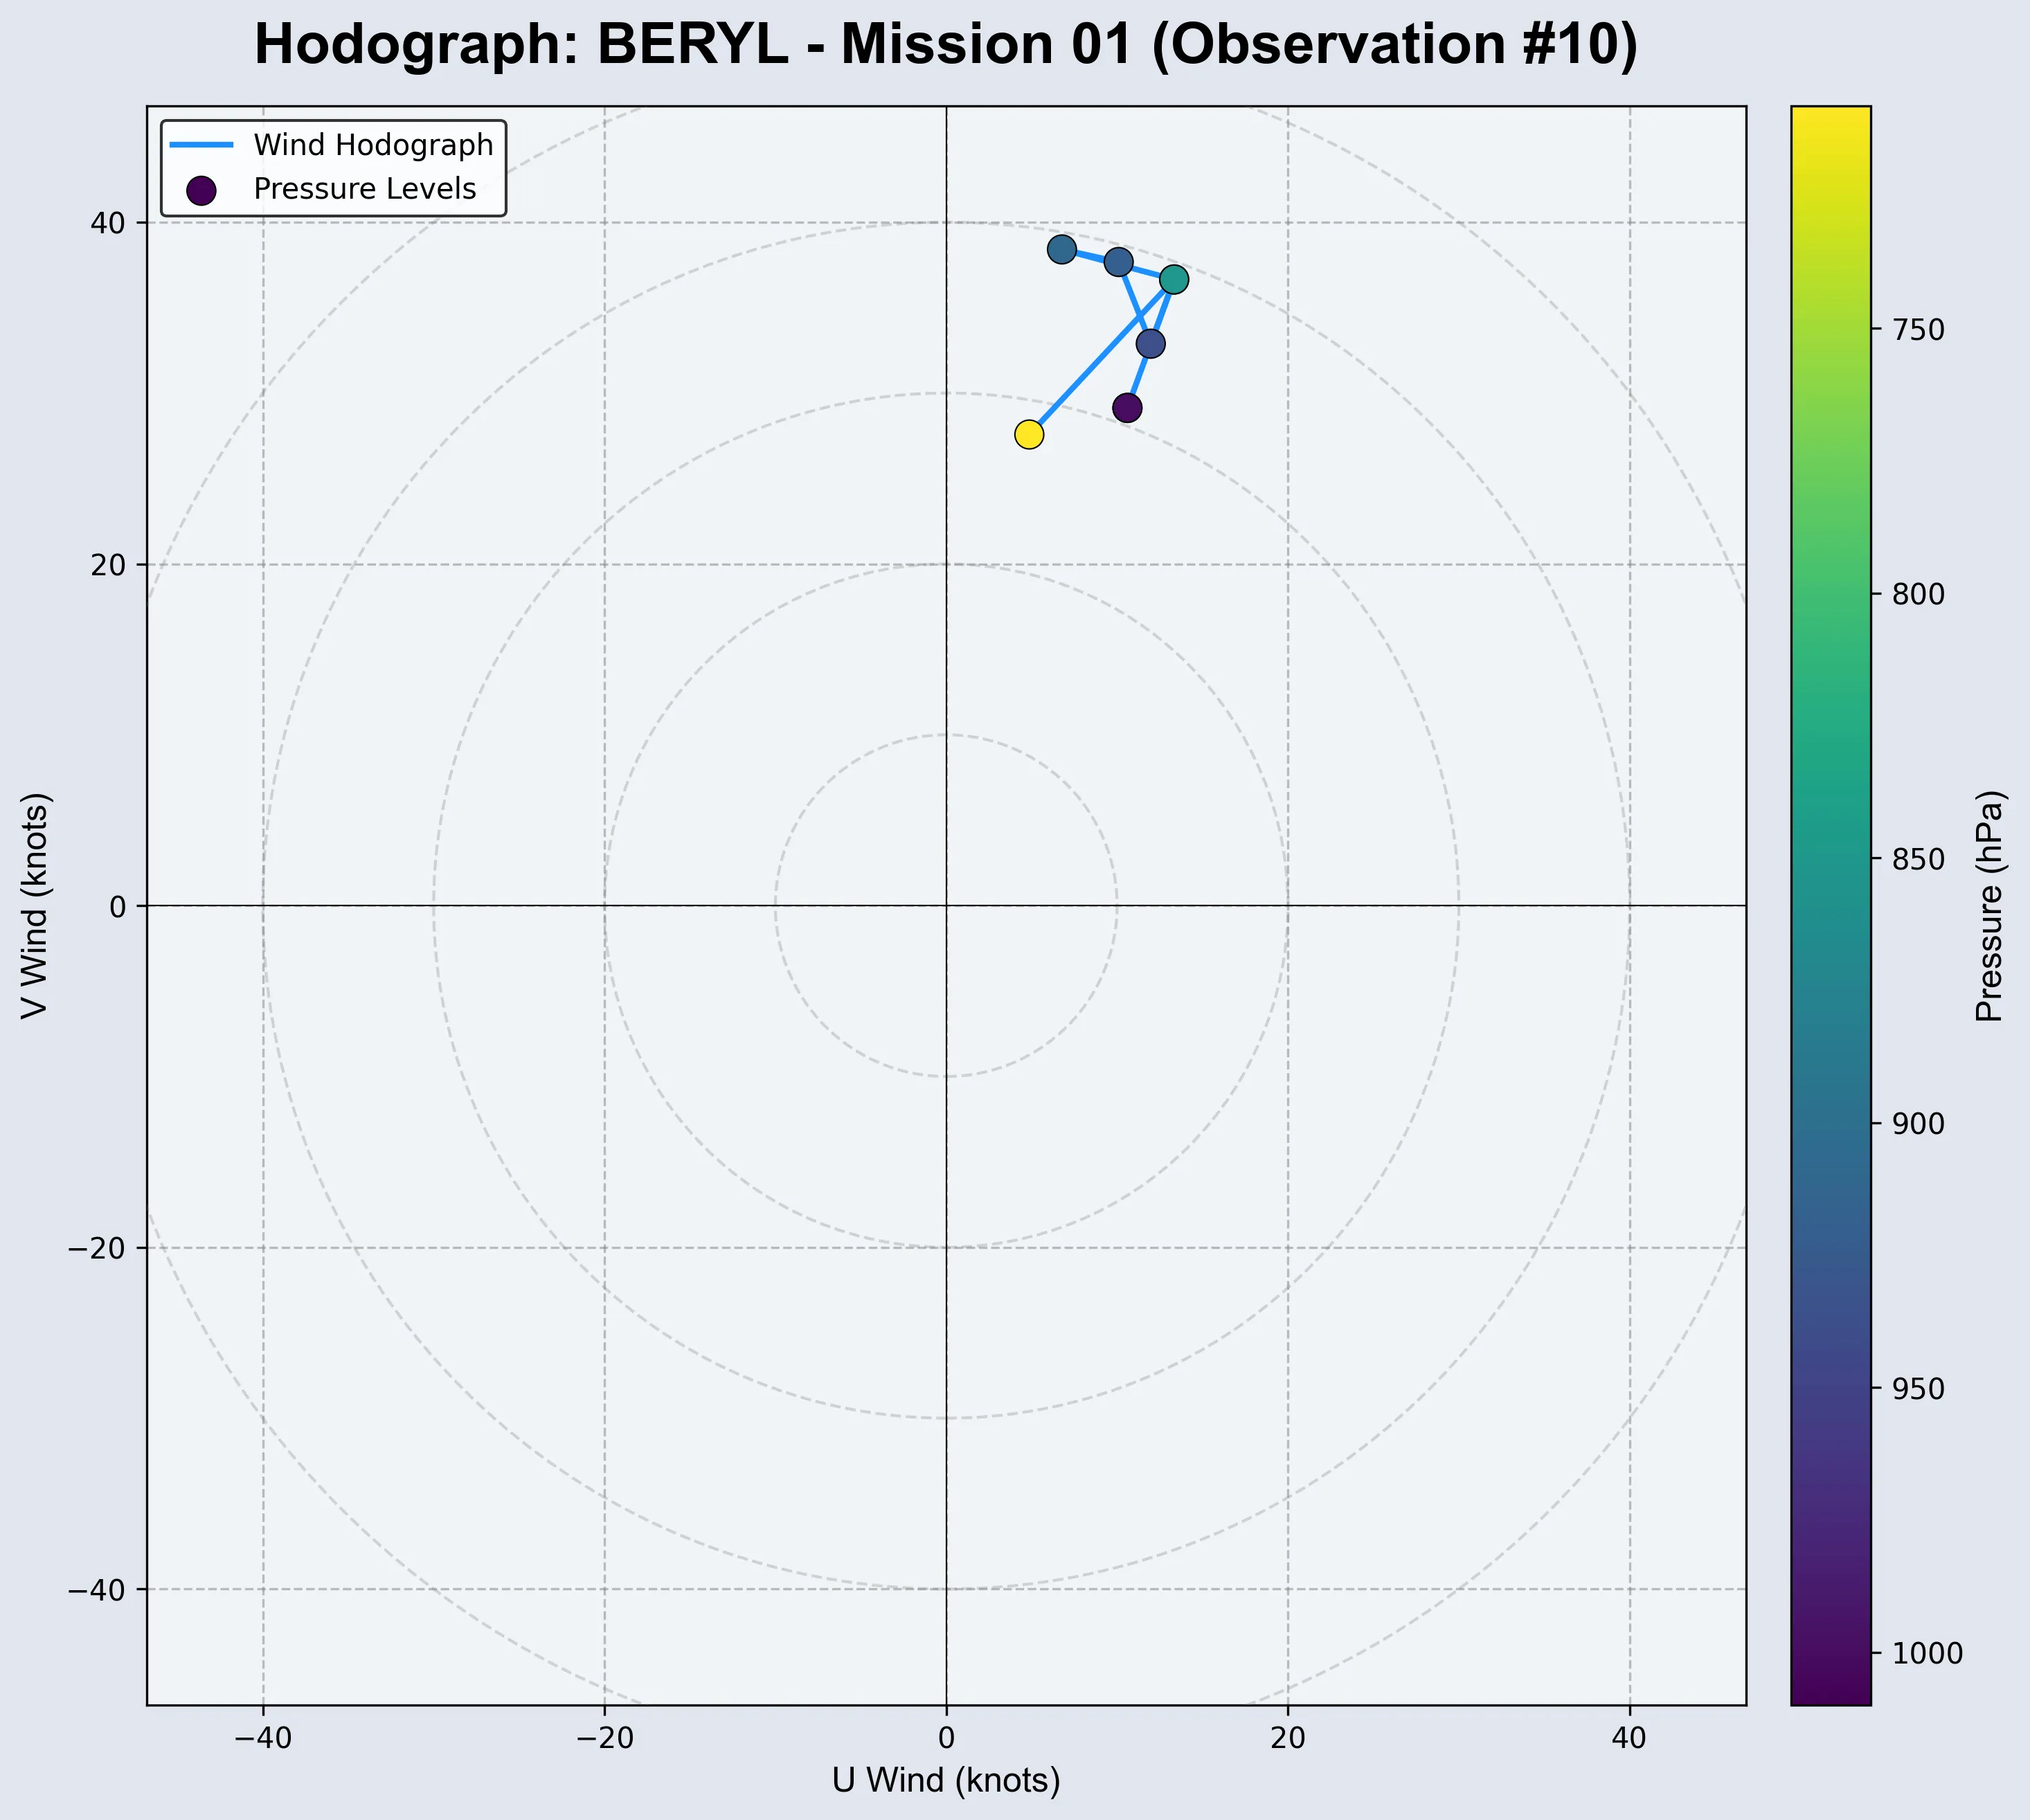 Hodograph: BERYL - Mission 01 (Observation #10)
Wind Hodograph
Pressure Levels
40
20
0
−20
−40
V Wind (knots)
−40
−20
0
20
40
U Wind (knots)
750
800
850
900
950
1000
Pressure (hPa)